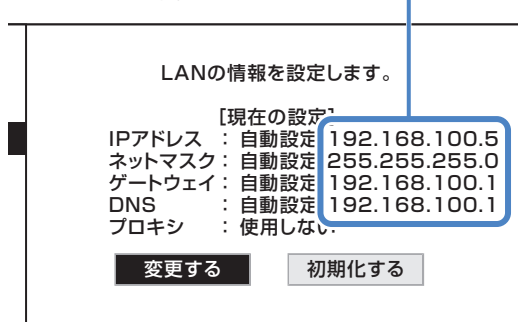 LANの情報を設定します。
[現在の設定]
IPアドレス : 自動設定 192.168.100.5
ネットマスク : 自動設定 255.255.255.0
ゲートウェイ : 自動設定 192.168.100.1
DNS : 自動設定 192.168.100.1
プロキシ : 使用しない
変更する 初期化する